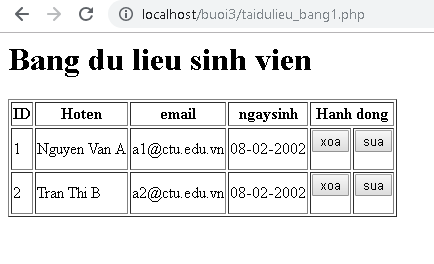 localhost/buoi3/taidulieu_bang1.php
Bang du lieu sinh vien
ID Hoten email ngaysinh Hanh dong
1 Nguyen Van A a1@ctu.edu.vn 08-02-2002 xoa sua
2 Tran Thi B a2@ctu.edu.vn 08-02-2002 xoa sua